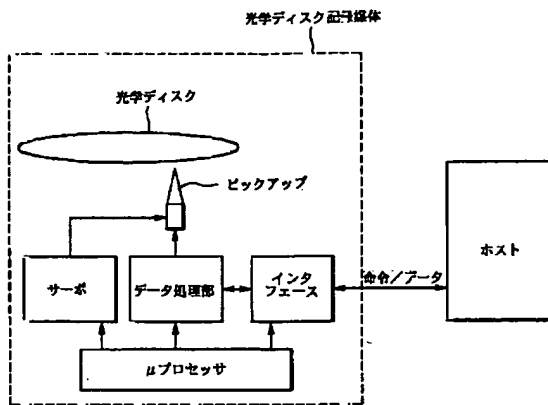 光学ディスク記録媒体
光学ディスク
ピックアップ
サーボ
データ処理部
インタ
フェース
命令/データ
ホスト
μプロセッサ